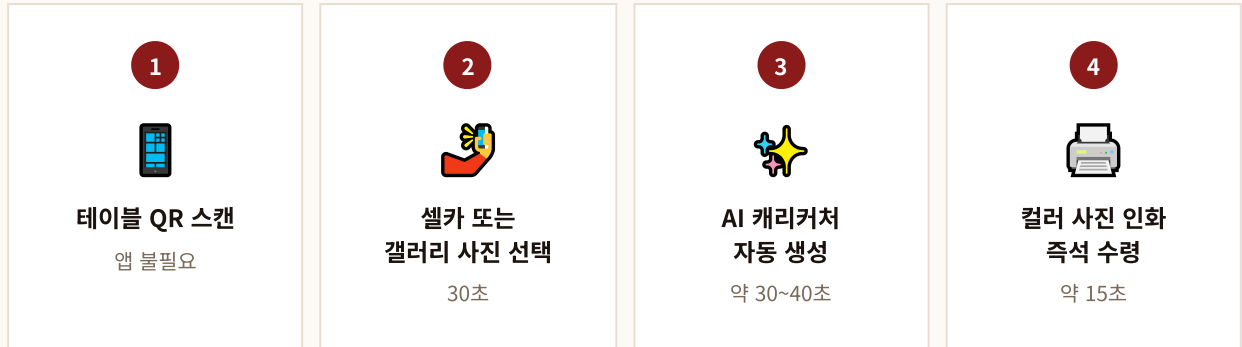 1
테이블 QR 스캔
앱 불필요
2
셀카 또는
갤러리 사진 선택
30초
3
AI 캐리커처
자동 생성
약 30~40초
4
컬러 사진 인화
즉석 수령
약 15초